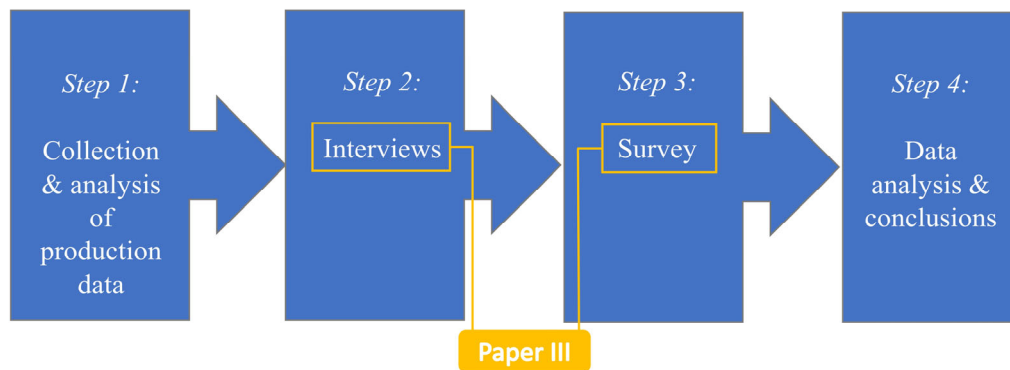 Step 1:
Collection
& analysis
of
production
data
Step 2:
Interviews
Step 3:
Survey
Step 4:
Data
analysis &
conclusions
Paper III